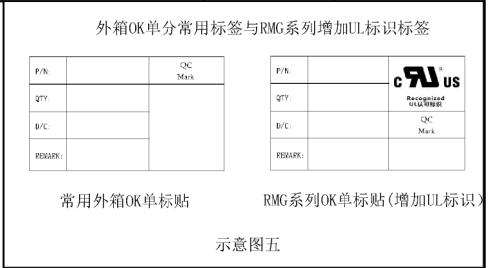 外箱OK单分常用标签与RMG系列增加UL标识标签
P/N:
QC
Mark
QTY:
D/C:
REMARK:
P/N:
c RU ® US
Recognized
UL认可标识
QTY:
D/C:
QC
Mark
REMARK:
常用外箱OK单标贴
RMG系列OK单标贴(增加UL标识)
示意图五